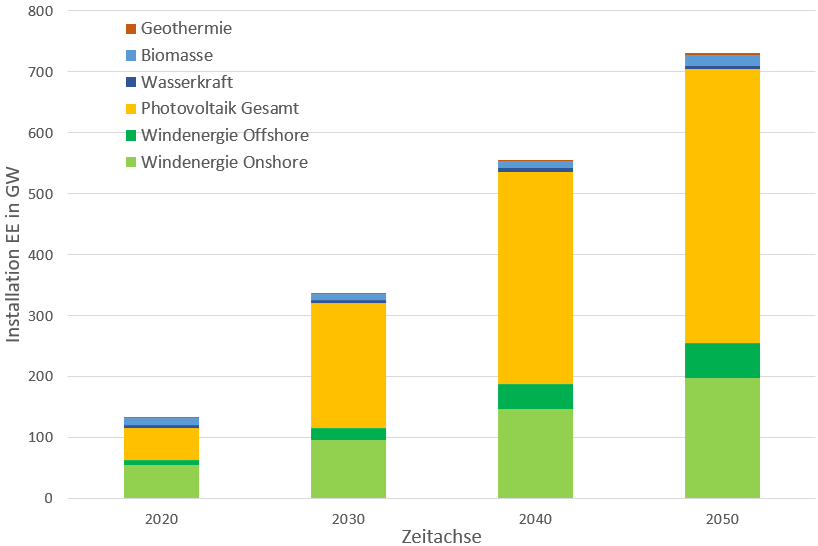 800
700
600
500
400
300
200
100
0
Installation EE in GW
Geothermie
Biomasse
Wasserkraft
Photovoltaik Gesamt
Windenergie Offshore
Windenergie Onshore
2020
2030
2040
2050
Zeitachse